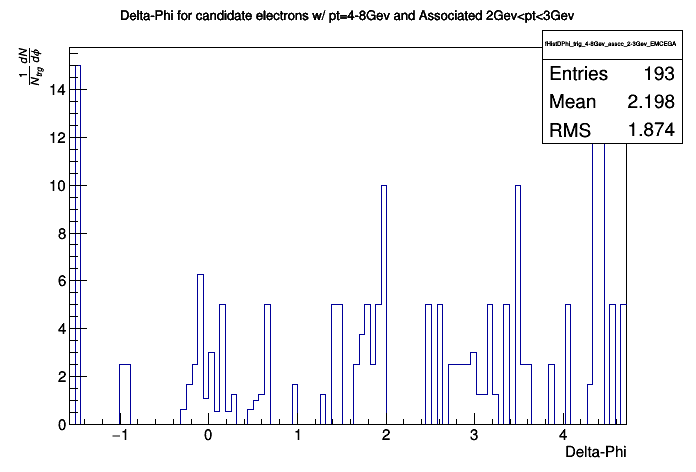 Delta-Phi for candidate electrons w/ pt=4-8Gev and Associated 2Gev<pt<3Gev
fHistDPhi_trig_4-8Gev_assoc_2-3Gev_EMCEGA
Entries 193
Mean 2.198
RMS 1.874
1/N_trg dN/dϕ
14
12
10
8
6
4
2
0
−1 0 1 2 3 4
Delta-Phi